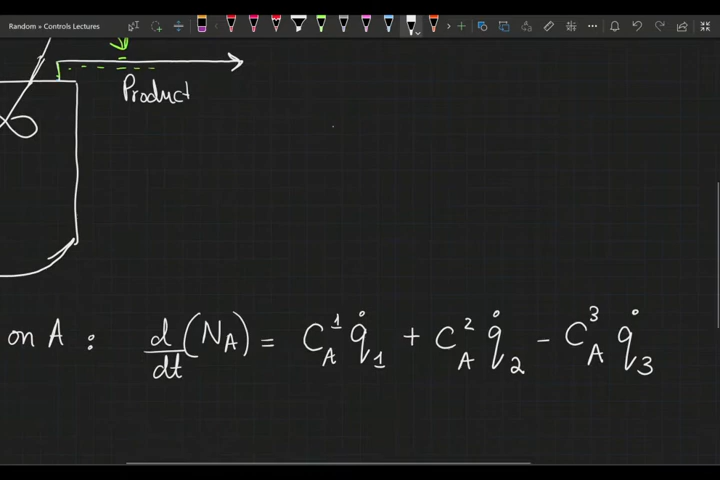 Random » Controls Lectures
Product
on A : d/dt (N_A) = C_A^1 q̇_1 + C_A^2 q̇_2 - C_A^3 q̇_3